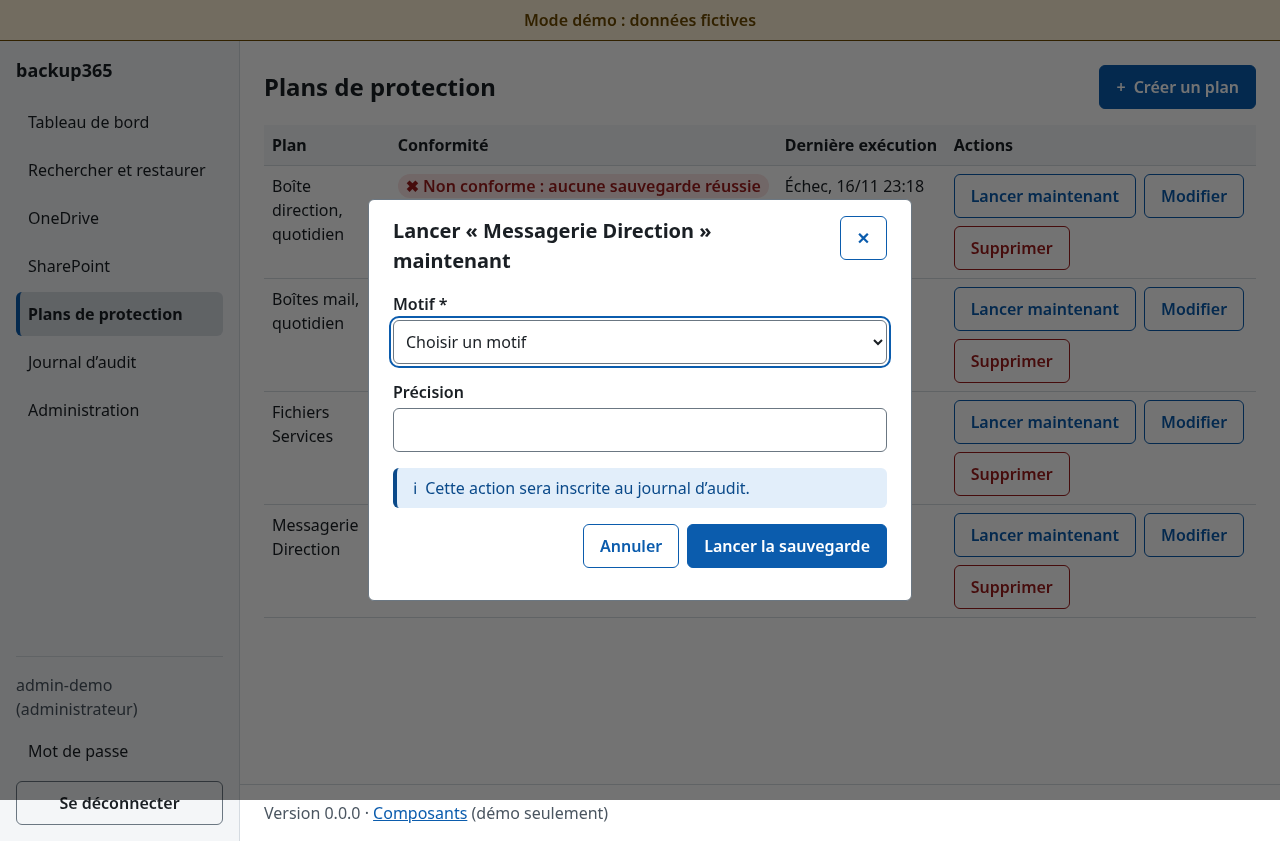 Mode démo : données fictives
backup365
Tableau de bord
Rechercher et restaurer
OneDrive
SharePoint
Plans de protection
Journal d’audit
Administration
admin-demo
(administrateur)
Mot de passe
Se déconnecter
Plans de protection
+ Créer un plan
Plan Conformité Dernière exécution Actions
Boîte
direction,
quotidien
✖ Non conforme : aucune sauvegarde réussie
Échec, 16/11 23:18
Lancer maintenant Modifier
Supprimer
Boîtes mail,
quotidien
Lancer maintenant Modifier
Supprimer
Fichiers
Services
Lancer maintenant Modifier
Supprimer
Messagerie
Direction
Lancer maintenant Modifier
Supprimer
Lancer « Messagerie Direction »
maintenant
×
Motif *
Choisir un motif
Précision
i Cette action sera inscrite au journal d’audit.
Annuler Lancer la sauvegarde
Version 0.0.0 · Composants (démo seulement)